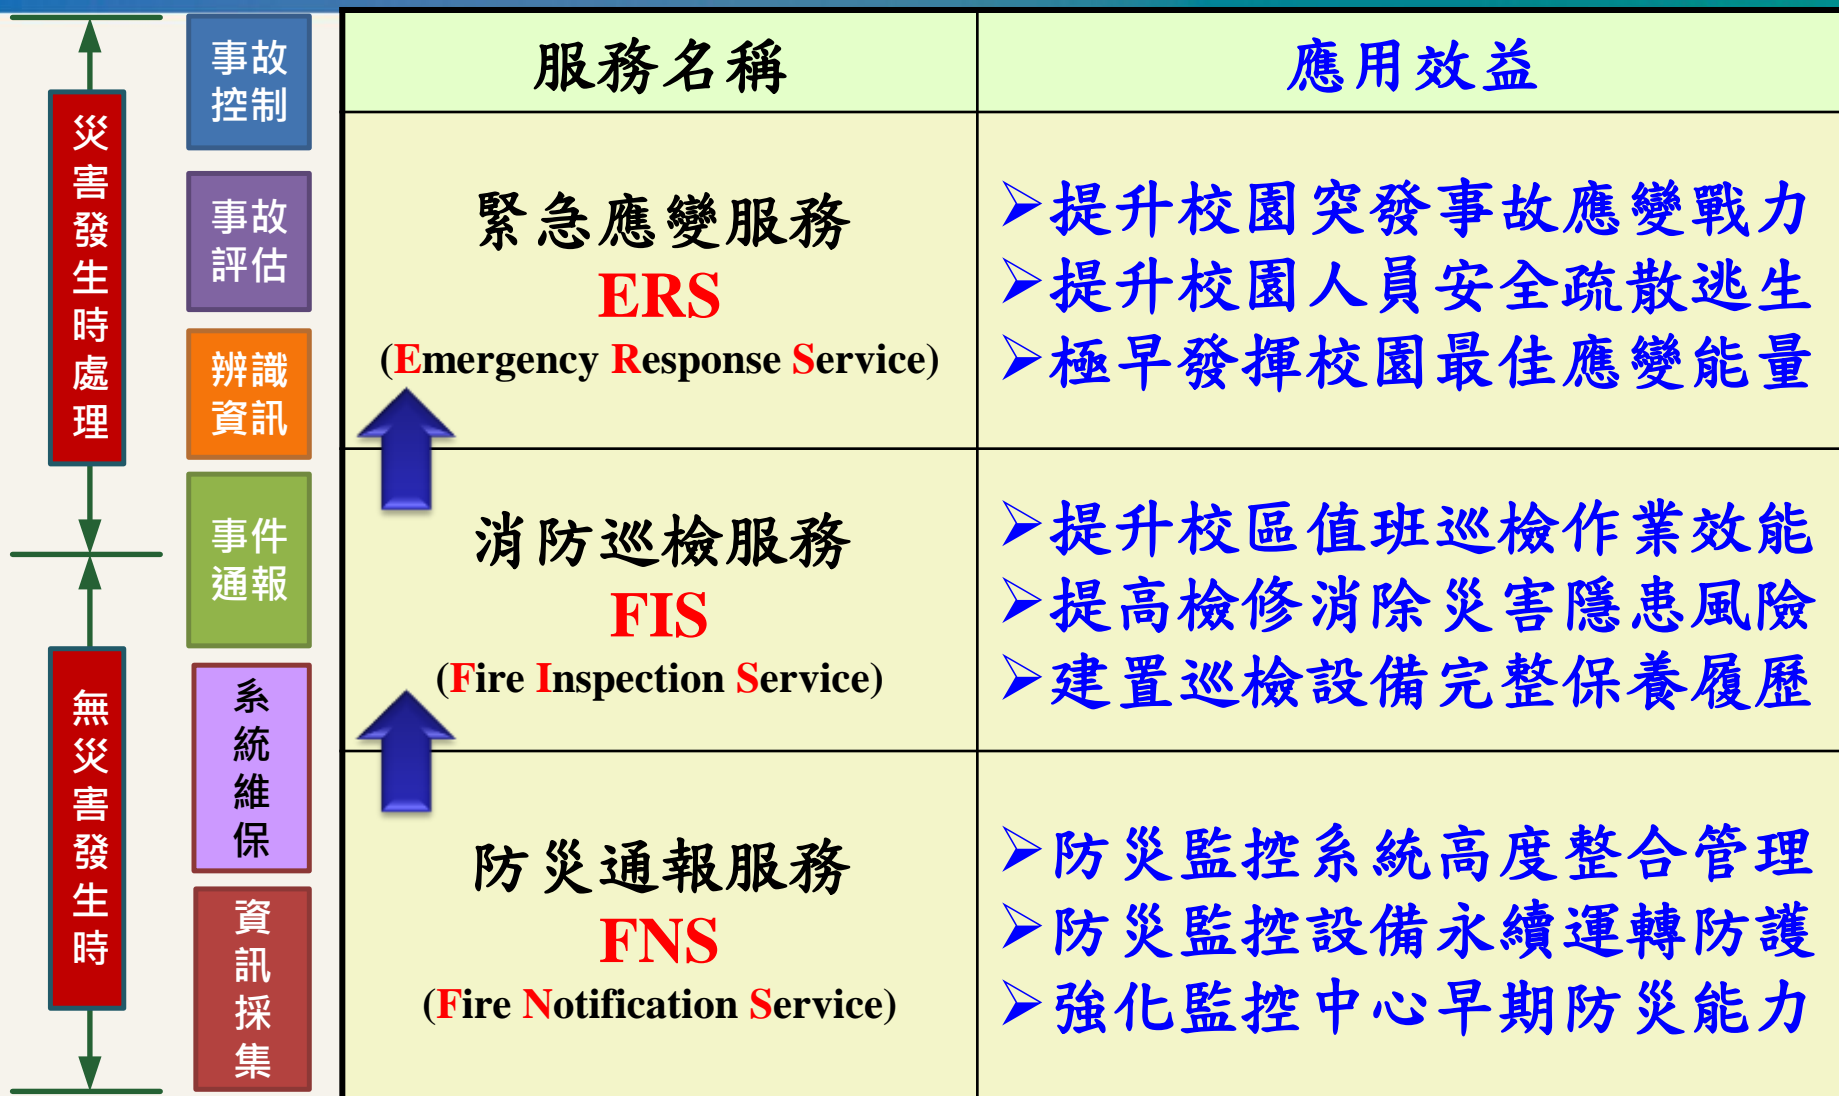 災害發生時處理
無災害發生時
事故
控制
事故
評估
辨識
資訊
事件
通報
系統維保
資訊採集
服務名稱
應用效益
緊急應變服務
ERS
(Emergency Response Service)
➢提升校園突發事故應變戰力
➢提升校園人員安全疏散逃生
➢極早發揮校園最佳應變能量
消防巡檢服務
FIS
(Fire Inspection Service)
➢提升校區值班巡檢作業效能
➢提高檢修消除災害隱患風險
➢建置巡檢設備完整保養履歷
防災通報服務
FNS
(Fire Notification Service)
➢防災監控系統高度整合管理
➢防災監控設備永續運轉防護
➢強化監控中心早期防災能力